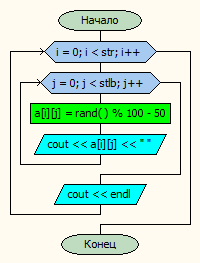 Начало
i = 0; i < str; i++
j = 0; j < stlb; j++
a[i][j] = rand( ) % 100 - 50
cout << a[i][j] << " "
cout << endl
Конец